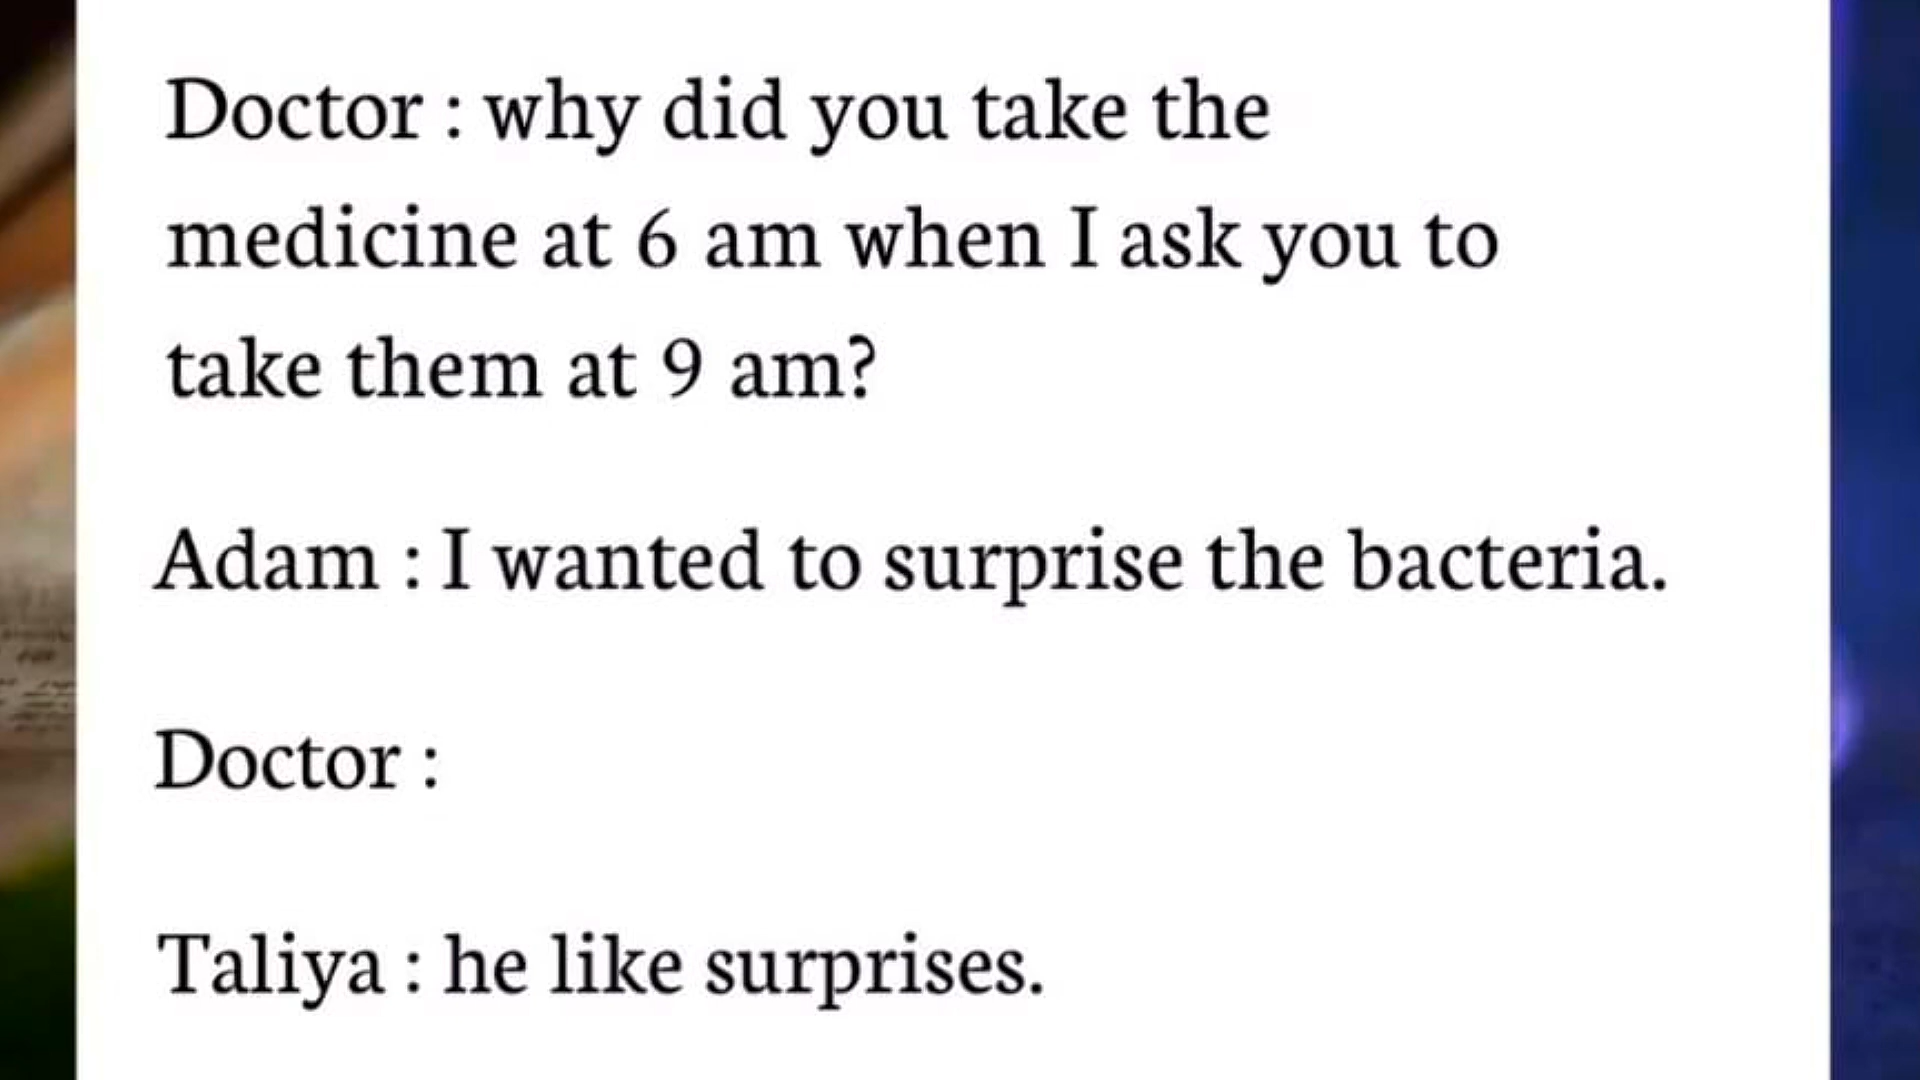 Doctor : why did you take the
medicine at 6 am when I ask you to
take them at 9 am?
Adam : I wanted to surprise the bacteria.
Doctor :
Taliya : he like surprises.